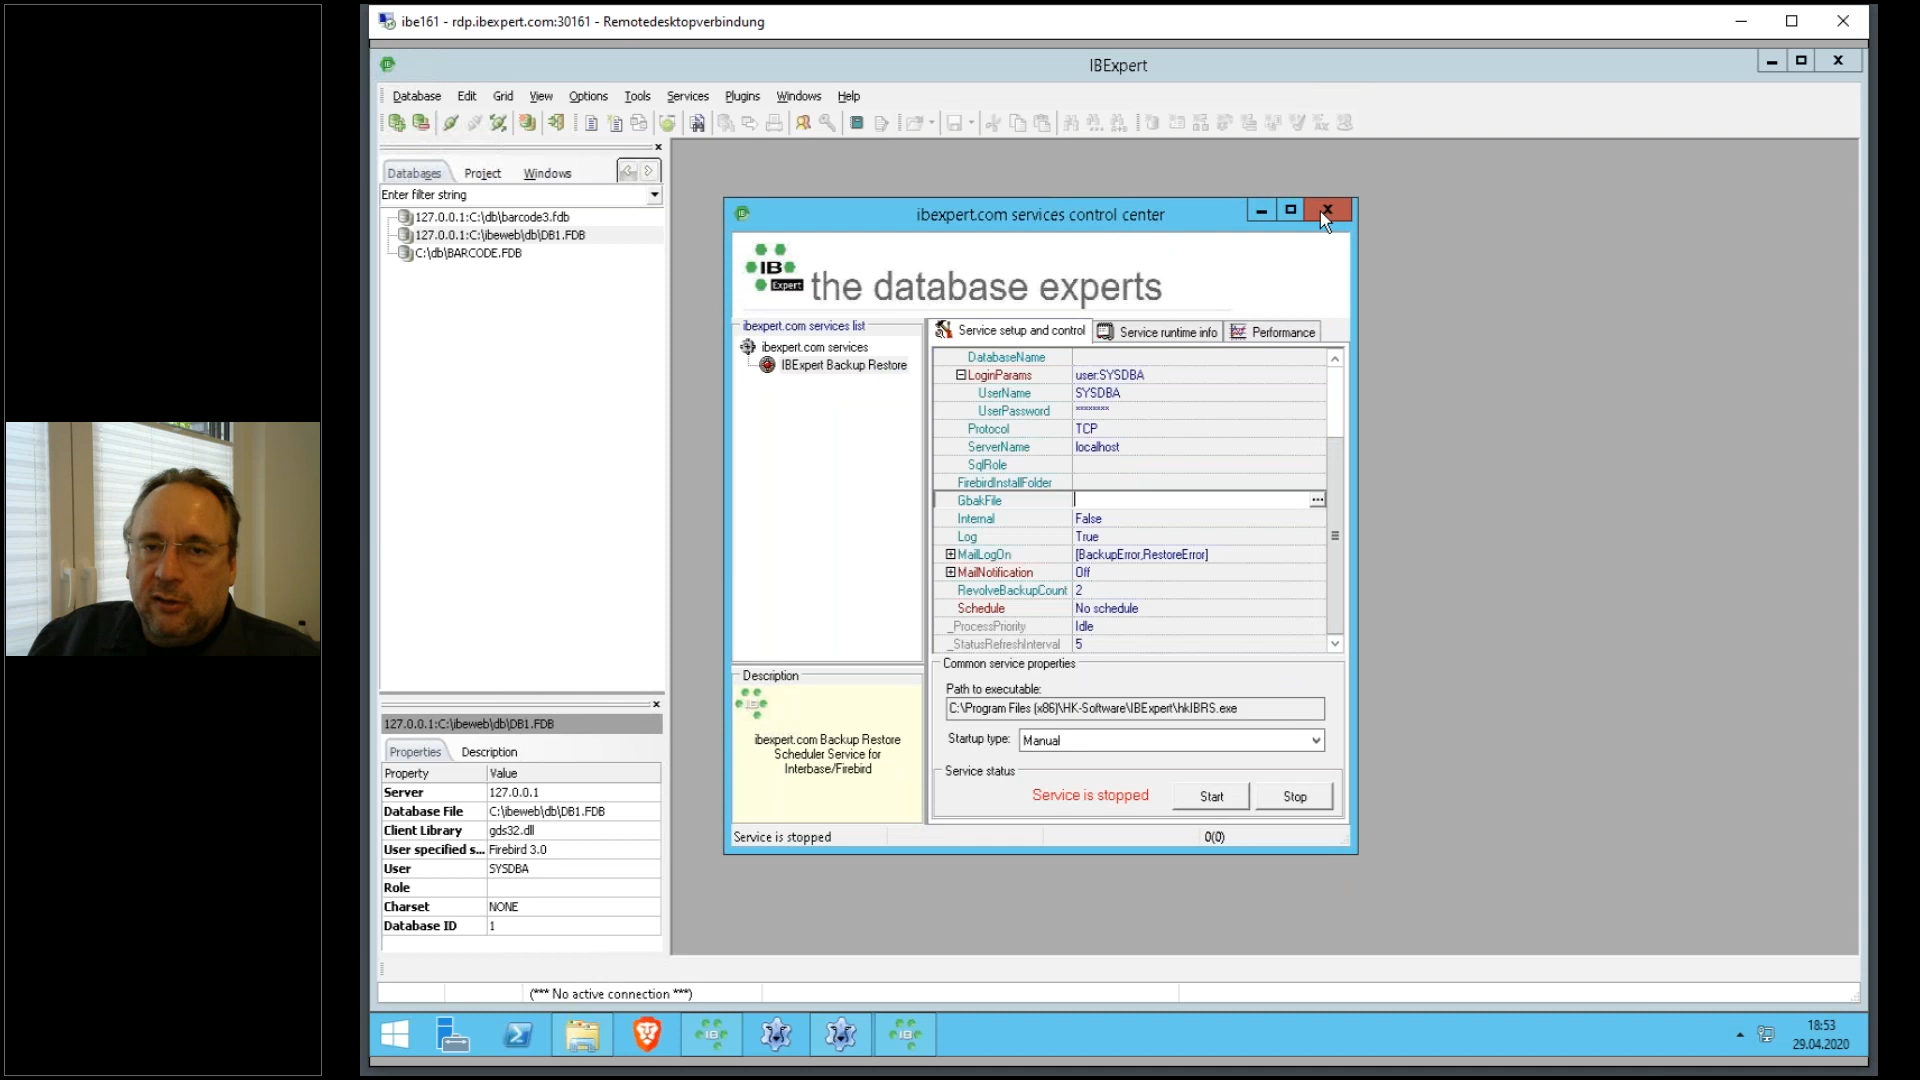 ibe161 - rdp.ibexpert.com:30161 - Remotedesktopverbindung
IBExpert
Database Edit Grid View Options Tools Services Plugins Windows Help
Databases Project Windows
Enter filter string
127.0.0.1:C:\db\barcode3.fdb
127.0.0.1:C:\ibeweb\db\DB1.FDB
C:\db\BARCODE.FDB
127.0.0.1:C:\ibeweb\db\DB1.FDB
Properties Description
Property Value
Server 127.0.0.1
Database File C:\ibeweb\db\DB1.FDB
Client Library gds32.dll
User specified s... Firebird 3.0
User SYSDBA
Role
Charset NONE
Database ID 1
(*** No active connection ***)
ibexpert.com services control center
IB Expert the database experts
ibexpert.com services list
ibexpert.com services
IBExpert Backup Restore
Description
ibexpert.com Backup Restore
Scheduler Service for
Interbase/Firebird
Service setup and control Service runtime info Performance
DatabaseName
LoginParams user:SYSDBA
UserName SYSDBA
UserPassword ********
Protocol TCP
ServerName localhost
SqlRole
FirebirdInstallFolder
GbakFile
Internal False
Log True
MailLogOn [BackupError,RestoreError]
MailNotification Off
RevolveBackupCount 2
Schedule No schedule
_ProcessPriority Idle
_StatusRefreshInterval 5
Common service properties
Path to executable:
C:\Program Files (x86)\HK-Software\IBExpert\hkIBRS.exe
Startup type: Manual
Service status
Service is stopped Start Stop
Service is stopped 0(0)
18:53
29.04.2020